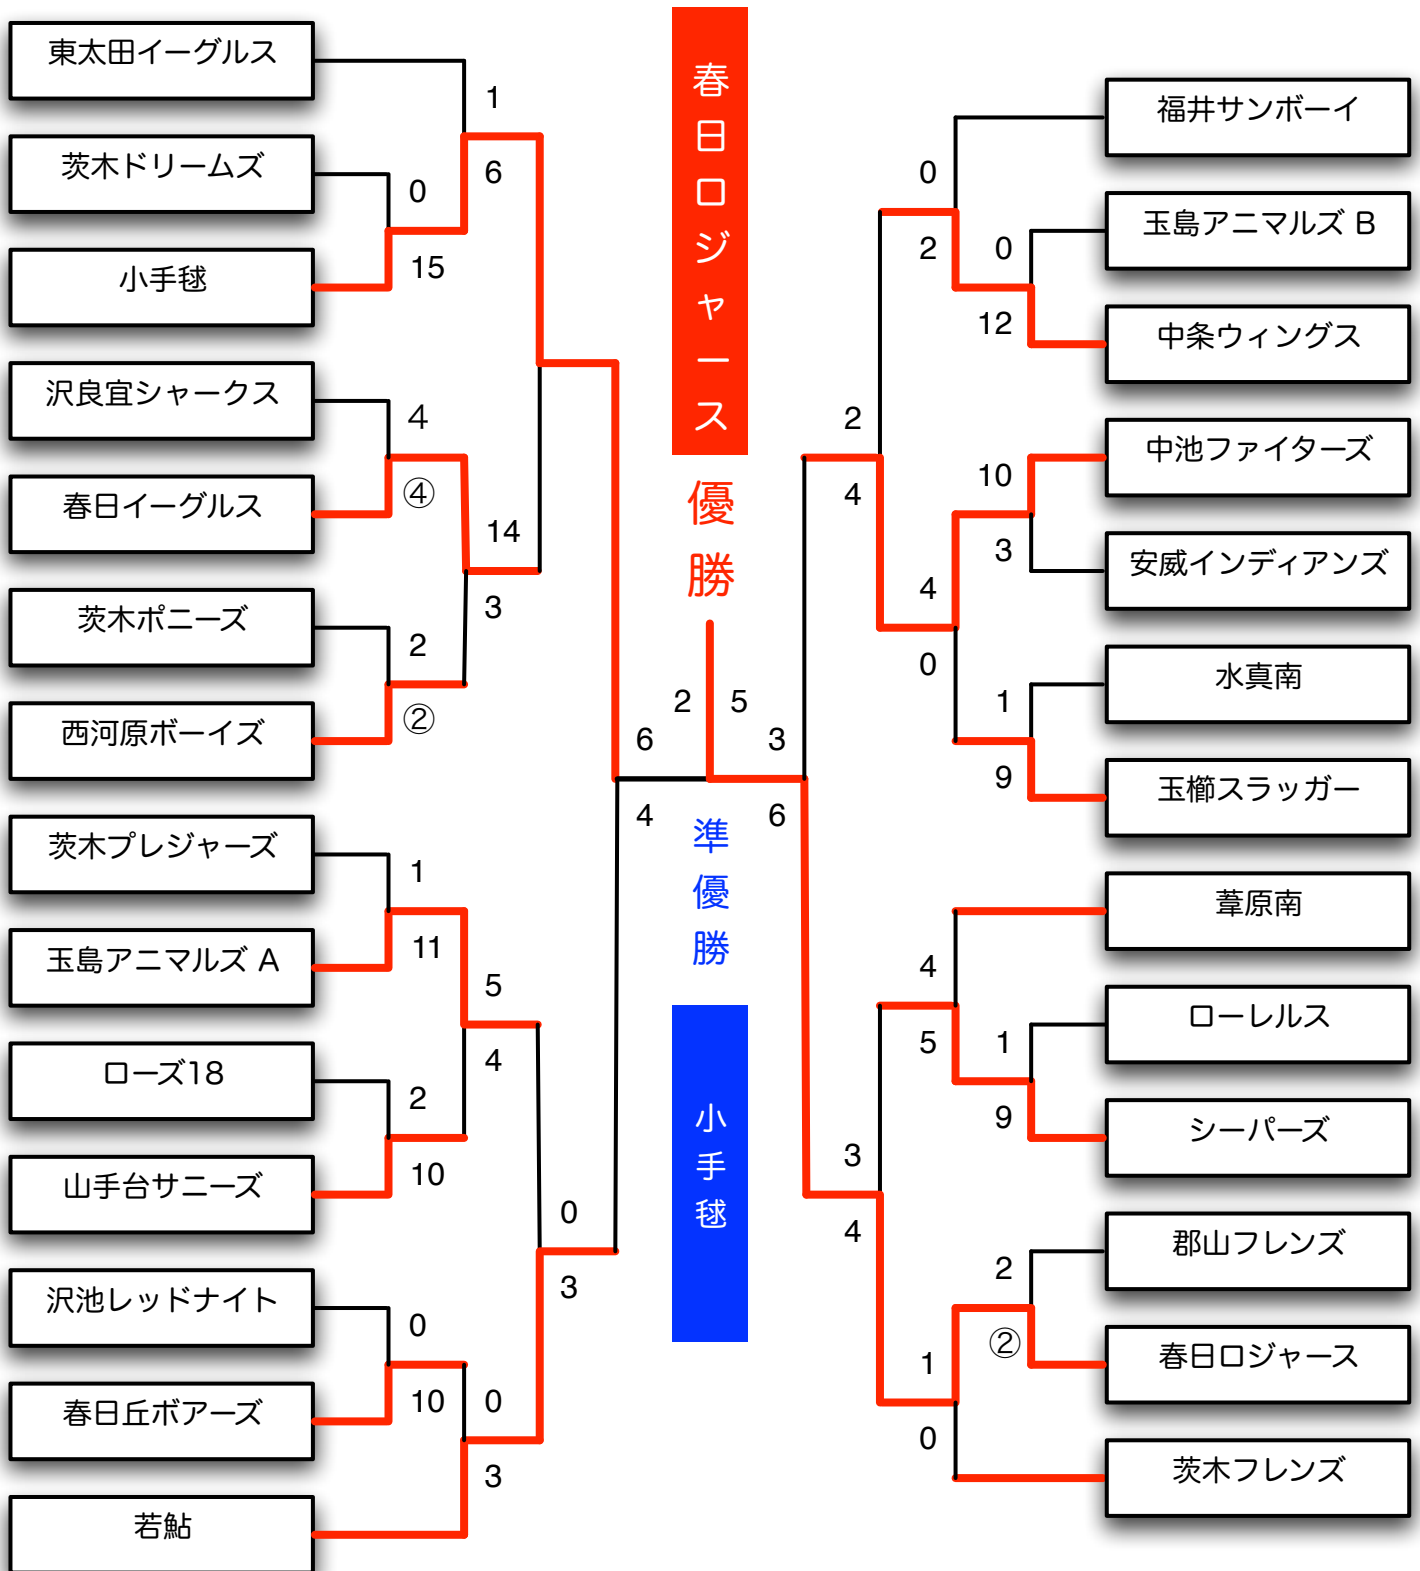 東太田イーグルス
1
茨木ドリームズ
6
0
小手毬
15
沢良宜シャークス
4
春日イーグルス
④
14
茨木ポニーズ
3
2
西河原ボーイズ
②
6
4
茨木プレジャーズ
1
玉島アニマルズ A
11
5
ローズ18
4
2
山手台サニーズ
10
0
沢池レッドナイト
3
0
春日丘ボアーズ
10
0
若鮎
3
春日ロジャース
優勝
2
5
準優勝
小手毬
福井サンボーイ
0
玉島アニマルズ B
2
0
中条ウィングス
12
2
中池ファイターズ
10
4
安威インディアンズ
3
4
水真南
0
1
玉櫛スラッガー
9
3
6
葦原南
4
ローレルス
5
1
シーパーズ
9
3
郡山フレンズ
4
2
春日ロジャース
②
1
茨木フレンズ
0